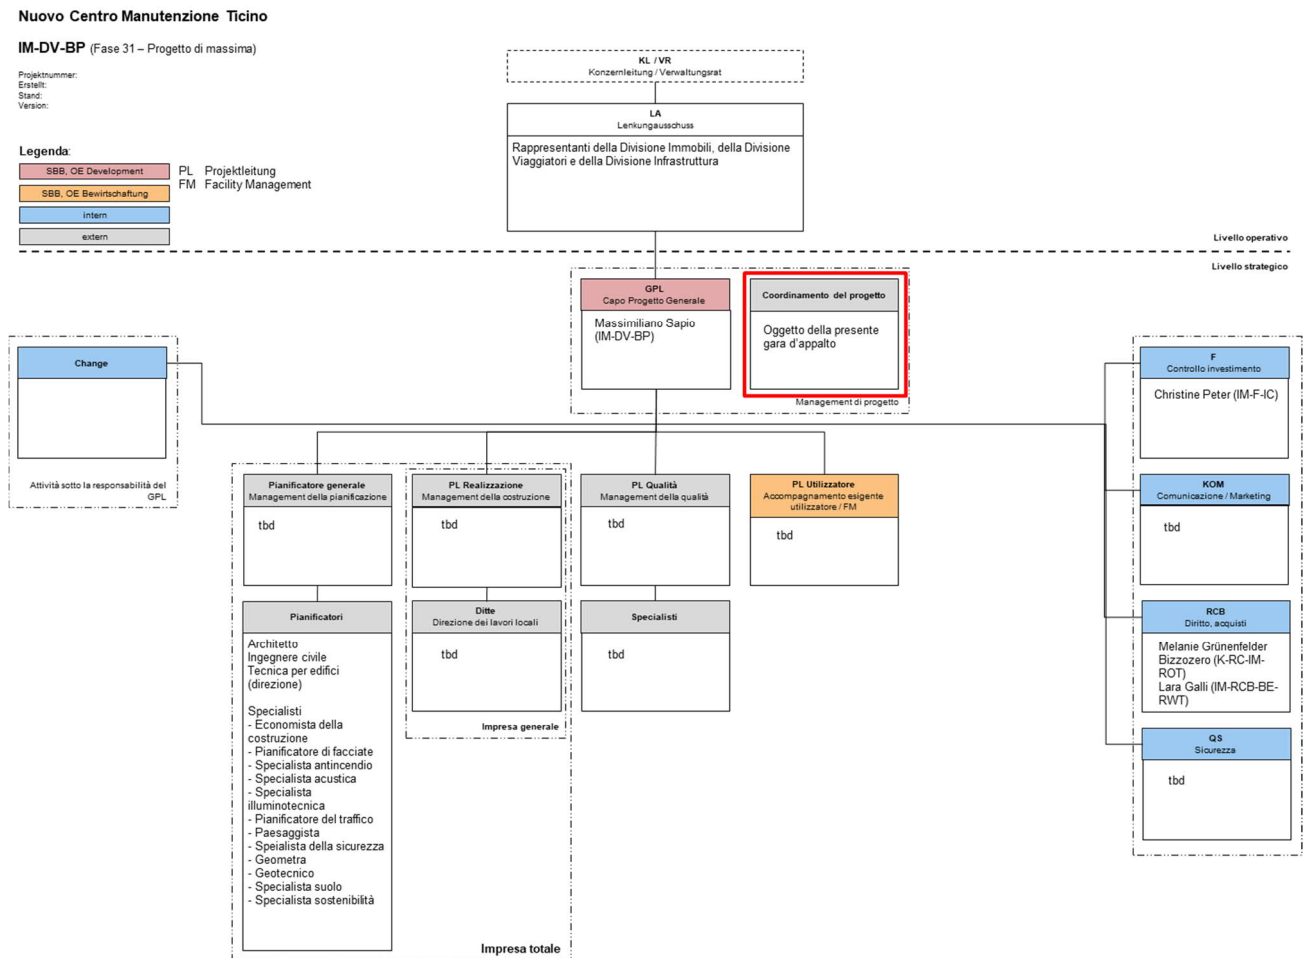 Nuovo Centro Manutenzione Ticino
IM-DV-BP (Fase 31 – Progetto di massima)
Projektnummer:
Erstellt:
Stand:
Version:
Legenda:
SBB, OE Development
SBB, OE Bewirtschaftung
intern
extern
PL Projektleitung
FM Facility Management
KL / VR
Konzernleitung / Verwaltungsrat
LA
Lenkungausschuss
Rappresentanti della Divisione Immobili, della Divisione
Viaggiatori e della Divisione Infrastruttura
Livello operativo
Livello strategico
GPL
Capo Progetto Generale
Massimiliano Sapio
(IM-DV-BP)
Coordinamento del progetto
Oggetto della presente
gara d'appalto
Management di progetto
Change
Attività sotto la responsabilità del
GPL
F
Controllo investimento
Christine Peter (IM-F-IC)
KOM
Comunicazione / Marketing
tbd
RCB
Diritto, acquisti
Melanie Grünenfelder
Bizzozero (K-RC-IM-
ROT)
Lara Galli (IM-RCB-BE-
RWT)
QS
Sicurezza
tbd
Pianificatore generale
Management della pianificazione
tbd
PL Realizzazione
Management della costruzione
tbd
PL Qualità
Management della qualità
tbd
PL Utilizzatore
Accompagnamento esigente
utilizzatore / FM
tbd
Pianificatori
Architetto
Ingegnere civile
Tecnica per edifici
(direzione)
Specialisti
- Economista della
costruzione
- Pianificatore di facciate
- Specialista antincendio
- Specialista acustica
- Specialista
illuminotecnica
- Pianificatore del traffico
- Paesaggista
- Speialista della sicurezza
- Geometra
- Geotecnico
- Specialista suolo
- Specialista sostenibilità
Ditte
Direzione dei lavori locali
tbd
Impresa generale
Specialisti
tbd
Impresa totale